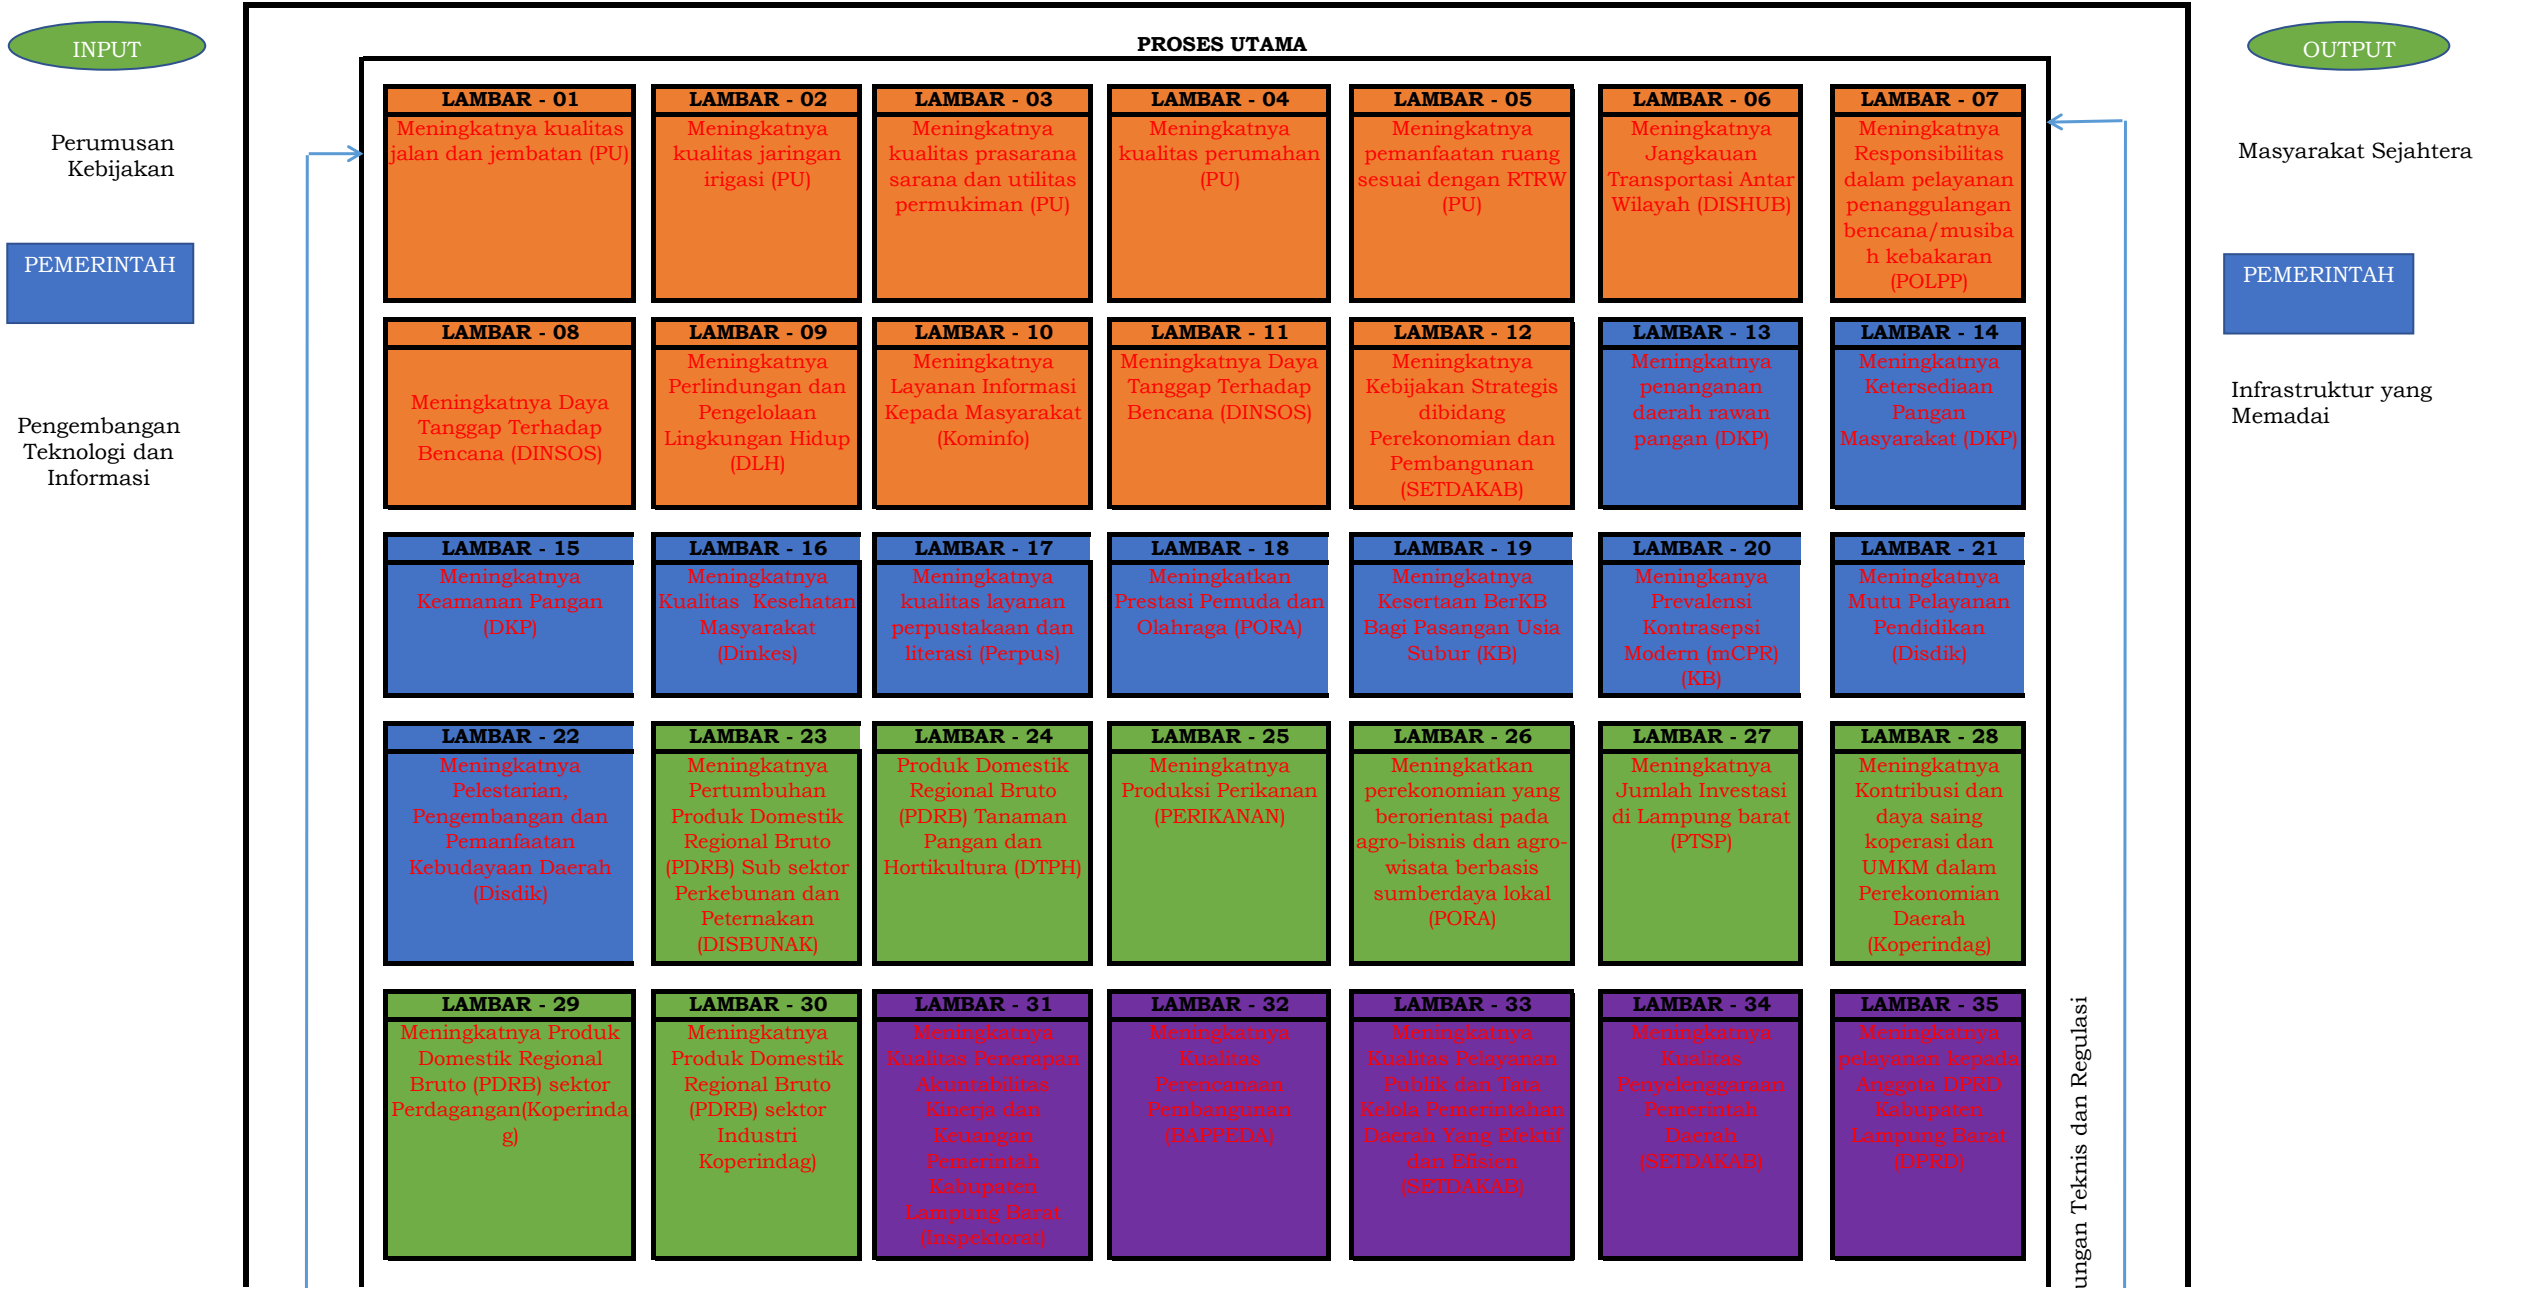 INPUT
Perumusan
Kebijakan
PEMERINTAH
Pengembangan
Teknologi dan
Informasi
PROSES UTAMA
LAMBAR - 01
Meningkatnya kualitas
jalan dan jembatan (PU)
LAMBAR - 02
Meningkatnya
kualitas jaringan
irigasi (PU)
LAMBAR - 03
Meningkatnya
kualitas prasarana
sarana dan utilitas
permukiman (PU)
LAMBAR - 04
Meningkatnya
kualitas perumahan
(PU)
LAMBAR - 05
Meningkatnya
pemanfaatan ruang
sesuai dengan RTRW
(PU)
LAMBAR - 06
Meningkatnya
Jangkauan
Transportasi Antar
Wilayah (DISHUB)
LAMBAR - 07
Meningkatnya
Responsibilitas
dalam pelayanan
penanggulangan
bencana/musiba
h kebakaran
(POLPP)
LAMBAR - 08
Meningkatnya Daya
Tanggap Terhadap
Bencana (DINSOS)
LAMBAR - 09
Meningkatnya
Perlindungan dan
Pengelolaan
Lingkungan Hidup
(DLH)
LAMBAR - 10
Meningkatnya
Layanan Informasi
Kepada Masyarakat
(Kominfo)
LAMBAR - 11
Meningkatnya Daya
Tanggap Terhadap
Bencana (DINSOS)
LAMBAR - 12
Meningkatnya
Kebijakan Strategis
dibidang
Perekonomian dan
Pembangunan
(SETDAKAB)
LAMBAR - 13
Meningkatnya
penanganan
daerah rawan
pangan (DKP)
LAMBAR - 14
Meningkatnya
Ketersediaan
Pangan
Masyarakat (DKP)
LAMBAR - 15
Meningkatnya
Keamanan Pangan
(DKP)
LAMBAR - 16
Meningkatnya
Kualitas Kesehatan
Masyarakat
(Dinkes)
LAMBAR - 17
Meningkatnya
kualitas layanan
perpustakaan dan
literasi (Perpus)
LAMBAR - 18
Meningkatkan
Prestasi Pemuda dan
Olahraga (PORA)
LAMBAR - 19
Meningkatnya
Kesertaan BerKB
Bagi Pasangan Usia
Subur (KB)
LAMBAR - 20
Meningkanya
Prevalensi
Kontrasepsi
Modern (mCPR)
(KB)
LAMBAR - 21
Meningkatnya
Mutu Pelayanan
Pendidikan
(Disdik)
LAMBAR - 22
Meningkatnya
Pelestarian,
Pengembangan dan
Pemanfaatan
Kebudayaan Daerah
(Disdik)
LAMBAR - 23
Meningkatnya
Pertumbuhan
Produk Domestik
Regional Bruto
(PDRB) Sub sektor
Perkebunan dan
Peternakan
(DISBUNAK)
LAMBAR - 24
Produk Domestik
Regional Bruto
(PDRB) Tanaman
Pangan dan
Hortikultura (DTPH)
LAMBAR - 25
Meningkatnya
Produksi Perikanan
(PERIKANAN)
LAMBAR - 26
Meningkatkan
perekonomian yang
berorientasi pada
agro-bisnis dan agro-
wisata berbasis
sumberdaya lokal
(PORA)
LAMBAR - 27
Meningkatnya
Jumlah Investasi
di Lampung barat
(PTSP)
LAMBAR - 28
Meningkatnya
Kontribusi dan
daya saing
koperasi dan
UMKM dalam
Perekonomian
Daerah
(Koperindag)
LAMBAR - 29
Meningkatnya Produk
Domestik Regional
Bruto (PDRB) sektor
Perdagangan(Koperinda
g)
LAMBAR - 30
Meningkatnya
Produk Domestik
Regional Bruto
(PDRB) sektor
Industri
Koperindag)
LAMBAR - 31
Meningkatnya
Kualitas Penerapan
Akuntabilitas
Kinerja dan
Keuangan
Pemerintah
Kabupaten
Lampung Barat
(Inspektorat)
LAMBAR - 32
Meningkatnya
Kualitas
Perencanaan
Pembangunan
(BAPPEDA)
LAMBAR - 33
Meningkatnya
Kualitas Pelayanan
Publik dan Tata
Kelola Pemerintahan
Daerah Yang Efektif
dan Efisien
(SETDAKAB)
LAMBAR - 34
Meningkatnya
Kualitas
Penyelenggaraan
Pemerintah
Daerah
(SETDAKAB)
LAMBAR - 35
Meningkatnya
pelayanan kepada
Anggota DPRD
Kabupaten
Lampung Barat
(DPRD)
ungan Teknis dan Regulasi
OUTPUT
Masyarakat Sejahtera
PEMERINTAH
Infrastruktur yang
Memadai